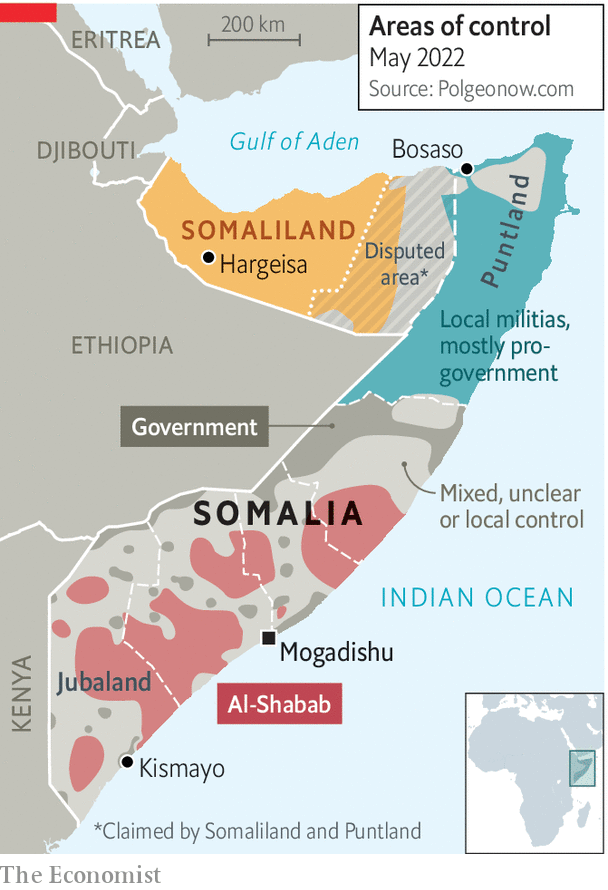 Areas of control
May 2022
Source: Polgeonow.com
200 km
ERITREA
DJIBOUTI
Gulf of Aden
Bosaso
SOMALILAND
Hargeisa
Disputed
area*
Puntland
Local militias,
mostly pro-
government
ETHIOPIA
Government
Mixed, unclear
or local control
SOMALIA
INDIAN OCEAN
Mogadishu
KENYA
Jubaland
Al-Shabab
Kismayo
*Claimed by Somaliland and Puntland
The Economist